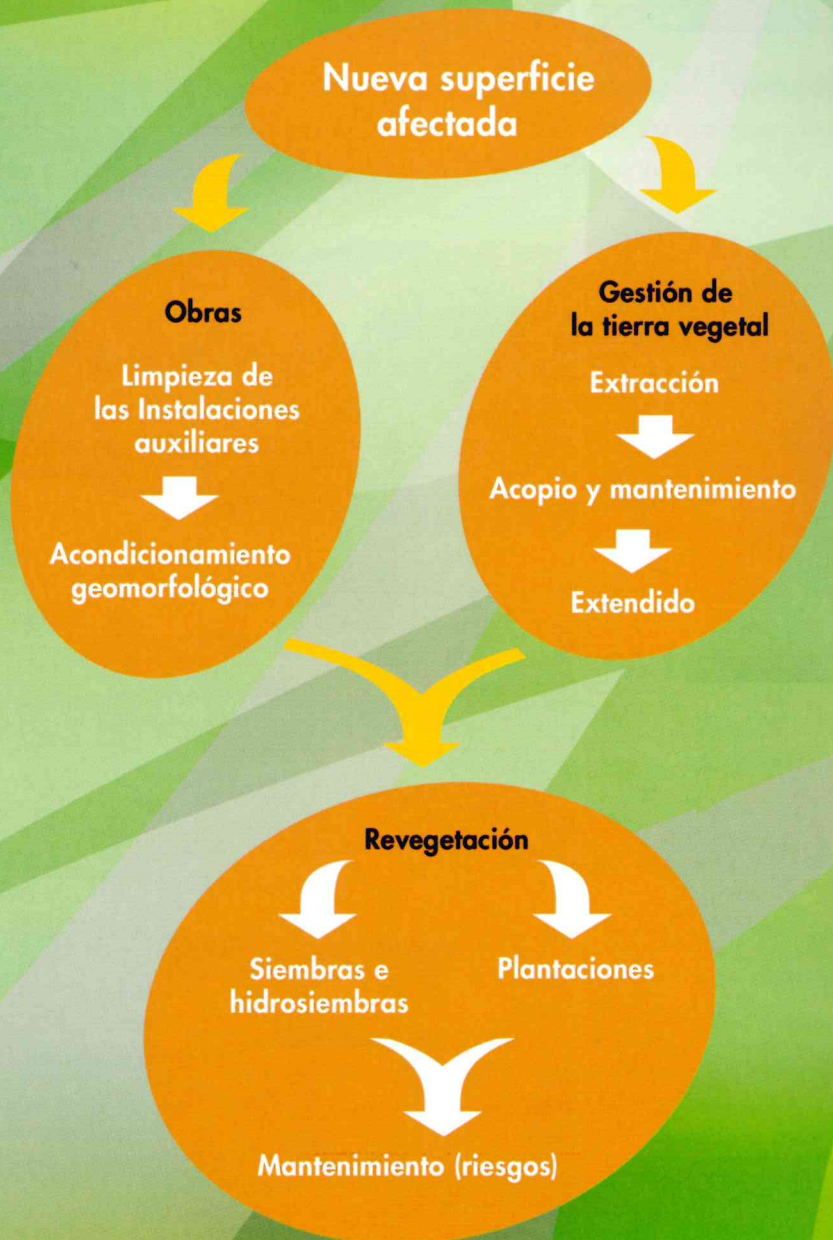 Nueva superficie
afectada
Obras
Limpieza de
las Instalaciones
auxiliares
Acondicionamiento
geomorfológico
Gestión de
la tierra vegetal
Extracción
Acopio y mantenimiento
Extendido
Revegetación
Siembras e
hidrosiembras
Plantaciones
Mantenimiento (riesgos)